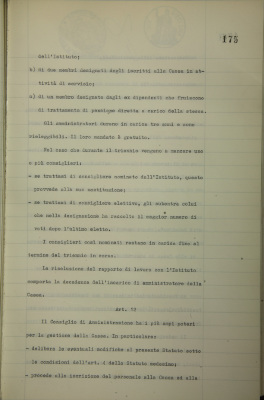 175
dell'Istituto;
di due membri designati dagli iscritti alla Cassa in at-
tività di servizio;
di un membro designato dagli ex dipendenti che fruiscono
di trattamento di pensione diretta a carico della stessa.
Gli amministratori durano in carica tre anni e sono
rieleggibili. Il loro mandato è gratuito.
Nel caso che durante il triennio vengano a mancare uno
o più consiglieri:
- se trattasi di consigliere nominato dall'Istituto, questo
provvede alla sua sostituzione;
- se trattasi di consigliere elettivo, gli subentra colui
che nella designazione ha raccolto il maggior numero di
voti dopo l'ultimo eletto.
I consiglieri così nominati restano in carica fino al
termine del triennio in corso.
La risoluzione del rapporto di lavoro con l'Istituto
comporta la decadenza dall'incarico di amministratore della
Cassa.
Art. 12
Il Consiglio di Amministrazione ha i più ampi poteri
per la gestione della Cassa. In particolare:
- delibera le eventuali modifiche al presente Statuto sotto
le condizioni dell'art. dello Statuto medesimo;
- provvede alla iscrizione del personale alla Cassa ed alla